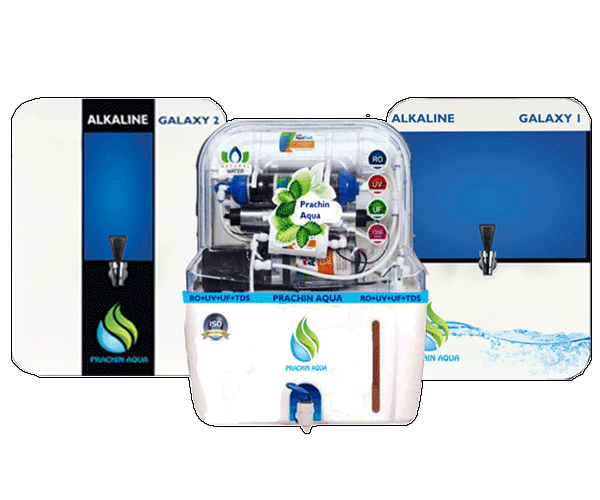 ALKALINE
GALAXY 2
PRACHIN AQUA
NATURAL
WATER
RO
UV
UF
TDS
Prachin
Aqua
RO+UV+UF+TDS
PRACHIN AQUA
RO+UV+UF+TDS
ISO
PRACHIN AQUA
ALKALINE
GALAXY 1
PRACHIN AQUA